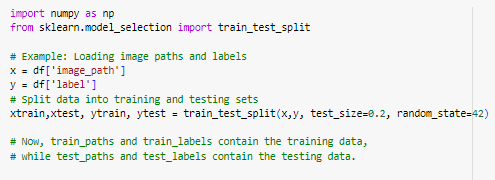 import numpy as np
from sklearn.model_selection import train_test_split
# Example: Loading image paths and labels
x = df['image_path']
y = df['label']
# Split data into training and testing sets
xtrain,xtest, ytrain, ytest = train_test_split(x,y, test_size=0.2, random_state=42)
# Now, train_paths and train_labels contain the training data,
# while test_paths and test_labels contain the testing data.